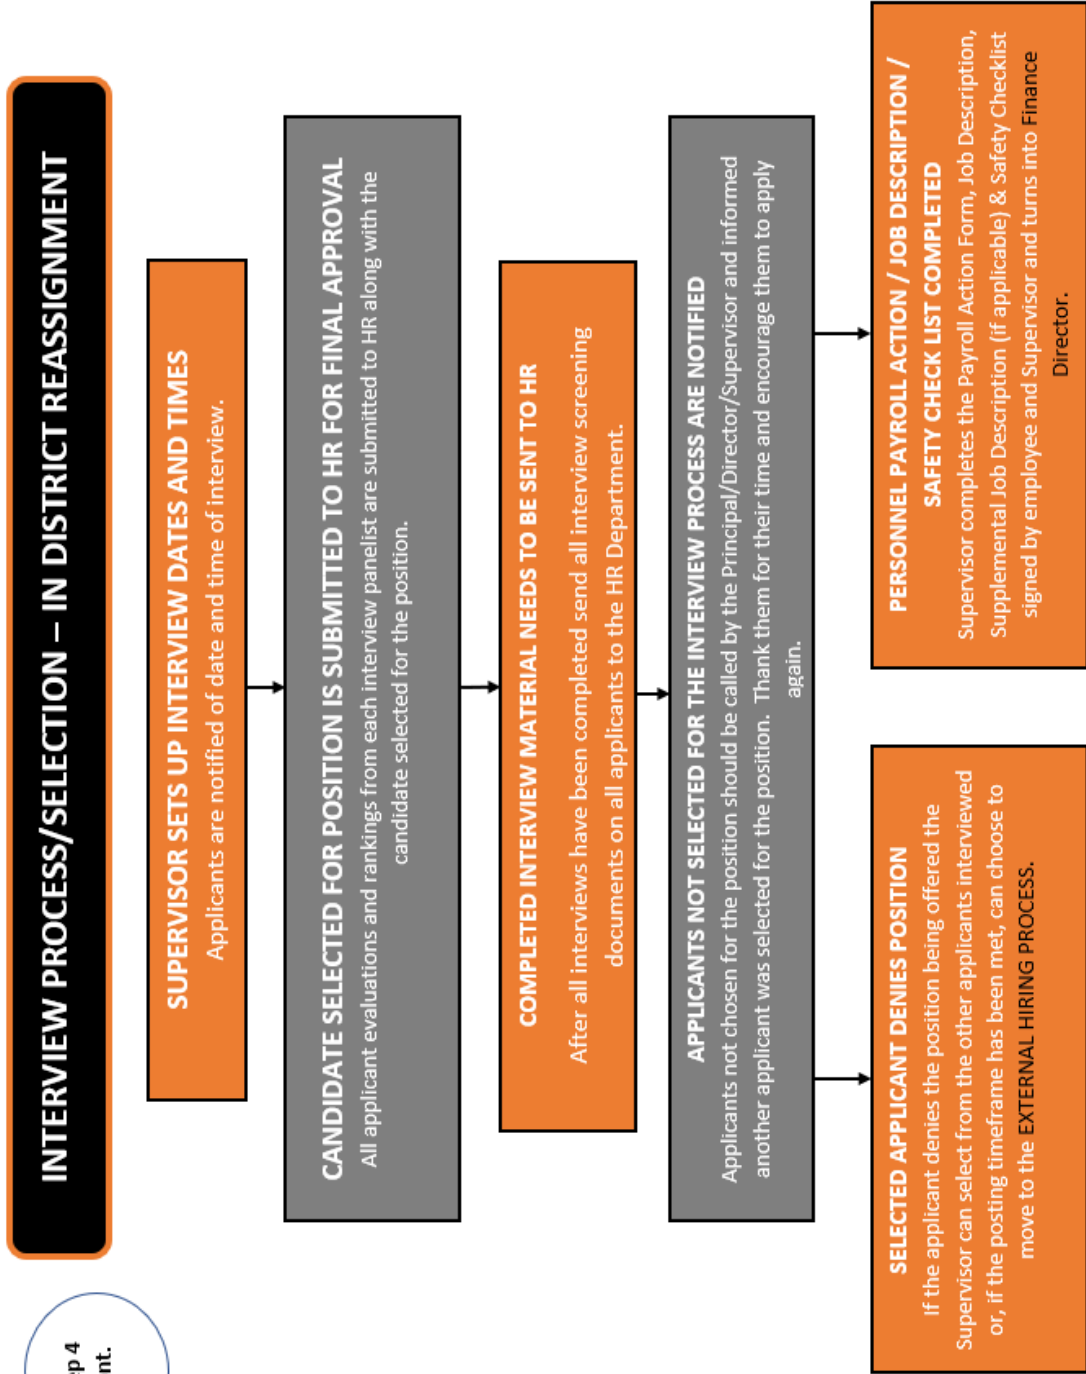 INTERVIEW PROCESS/SELECTION – IN DISTRICT REASSIGNMENT
SUPERVISOR SETS UP INTERVIEW DATES AND TIMES
Applicants are notified of date and time of interview.
CANDIDATE SELECTED FOR POSITION IS SUBMITTED TO HR FOR FINAL APPROVAL
All applicant evaluations and rankings from each interview panelist are submitted to HR along with the
candidate selected for the position.
COMPLETED INTERVIEW MATERIAL NEEDS TO BE SENT TO HR
After all interviews have been completed send all interview screening
documents on all applicants to the HR Department.
APPLICANTS NOT SELECTED FOR THE INTERVIEW PROCESS ARE NOTIFIED
Applicants not chosen for the position should be called by the Principal/Director/Supervisor and informed
another applicant was selected for the position.  Thank them for their time and encourage them to apply
again.
SELECTED APPLICANT DENIES POSITION
If the applicant denies the position being offered the
Supervisor can select from the other applicants interviewed
or, if the posting timeframe has been met, can choose to
move to the EXTERNAL HIRING PROCESS.
PERSONNEL PAYROLL ACTION / JOB DESCRIPTION /
SAFETY CHECK LIST COMPLETED
Supervisor completes the Payroll Action Form, Job Description,
Supplemental Job Description (if applicable) & Safety Checklist
signed by employee and Supervisor and turns into Finance
Director.